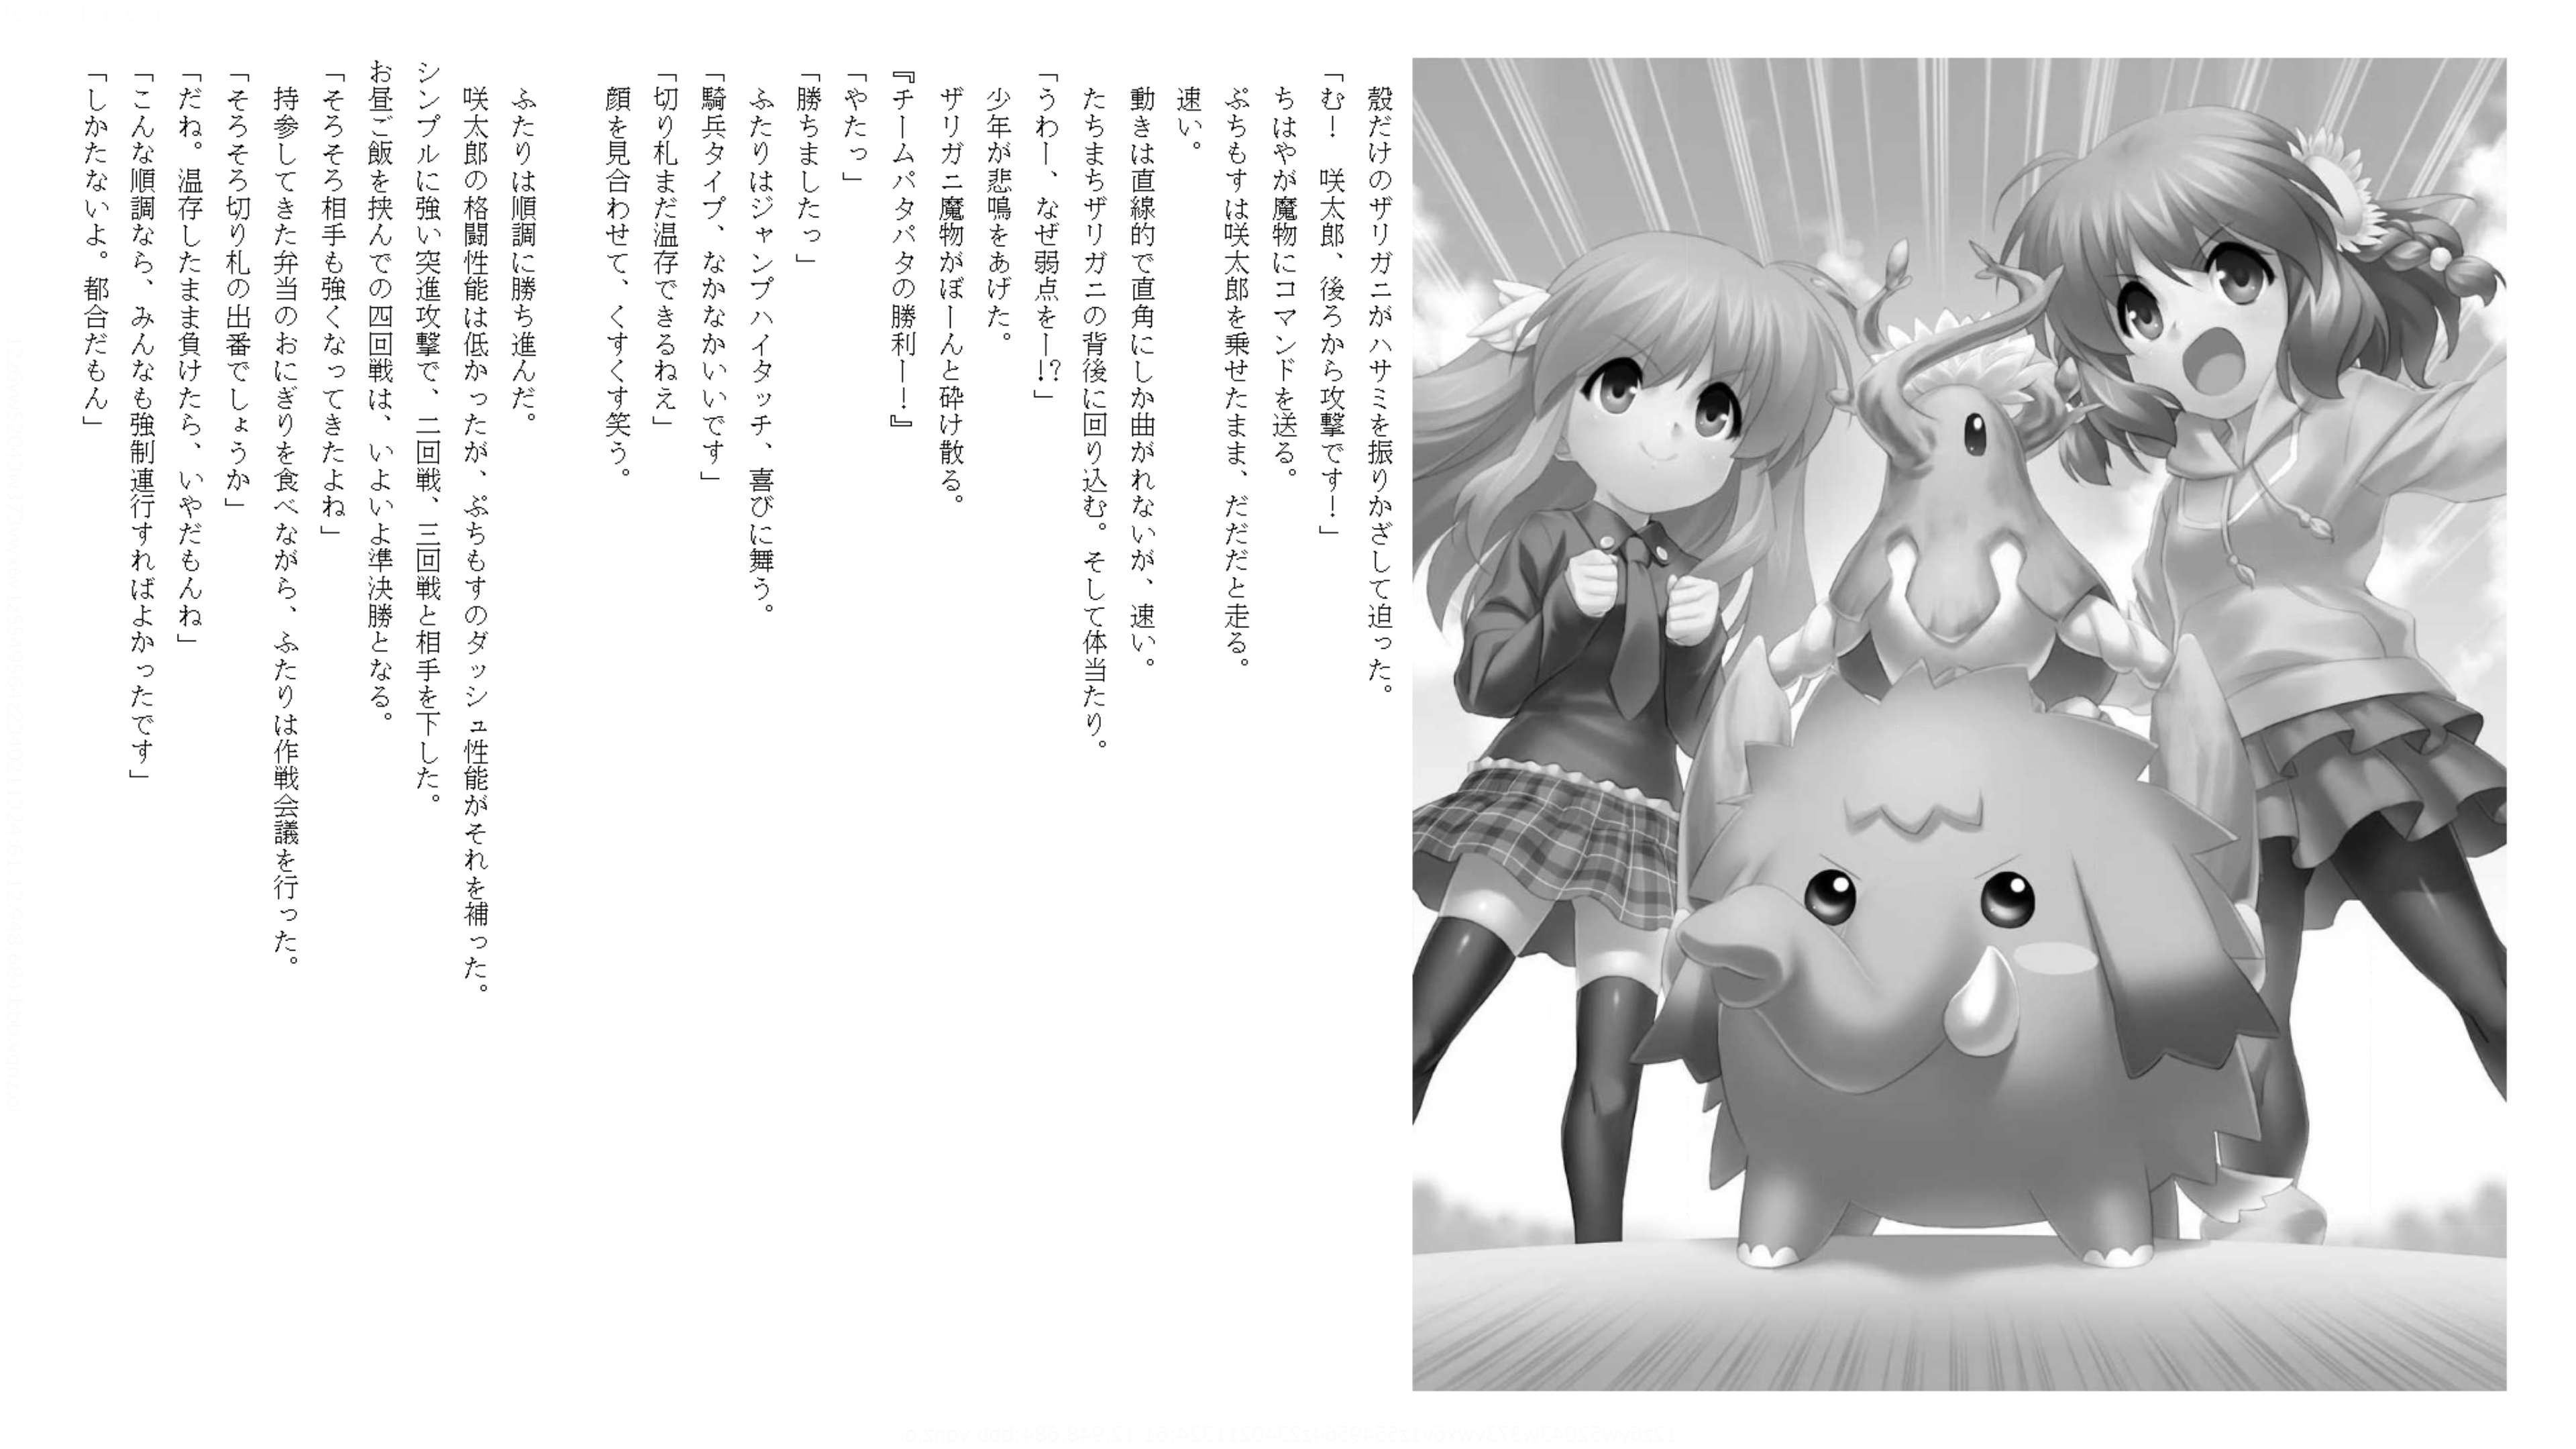 殻だけのザリガニがハサミを振りかざして迫った。
「む！　咲太郎、後ろから攻撃です！」
ちはやが魔物にコマンドを送る。
ぷちもすは咲太郎を乗せたまま、だだだと走る。
速い。
動きは直線的で直角にしか曲がれないが、速い。
たちまちザリガニの背後に回り込む。そして体当たり。
「うわー、なぜ弱点をー!?」
少年が悲鳴をあげた。
ザリガニ魔物がぼーんと砕け散る。
『チームパタパタの勝利ー！』
「やたっ」
「勝ちましたっ」
ふたりはジャンプハイタッチ、喜びに舞う。
「騎兵タイプ、なかなかいいです」
「切り札まだ温存できるねえ」
顔を見合わせて、くすくす笑う。
ふたりは順調に勝ち進んだ。
咲太郎の格闘性能は低かったが、ぷちもすのダッシュ性能がそれを補った。
シンプルに強い突進攻撃で、二回戦、三回戦と相手を下した。
お昼ご飯を挟んでの四回戦は、いよいよ準決勝となる。
「そろそろ相手も強くなってきたよね」
持参してきた弁当のおにぎりを食べながら、ふたりは作戦会議を行った。
「そろそろ切り札の出番でしょうか」
「だね。温存したまま負けたら、いやだもんね」
「こんな順調なら、みんなも強制連行すればよかったです」
「しかたないよ。都合だもん」